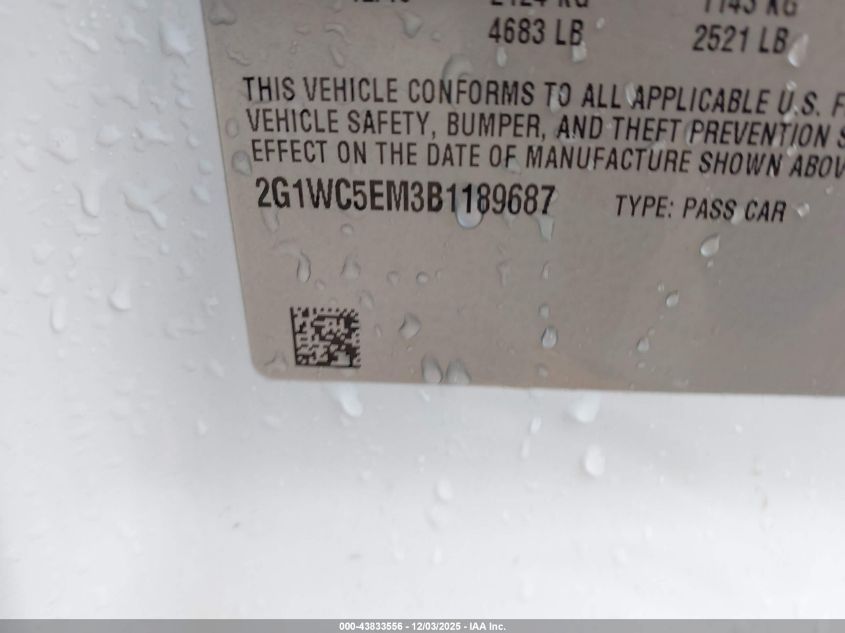 4683 LB 2521 LB
THIS VEHICLE CONFORMS TO ALL APPLICABLE U.S. F
VEHICLE SAFETY, BUMPER, AND THEFT PREVENTION S
EFFECT ON THE DATE OF MANUFACTURE SHOWN ABOV
2G1WC5EM3B1189687 TYPE: PASS CAR
000-43833556 - 12/03/2025 - IAA Inc.